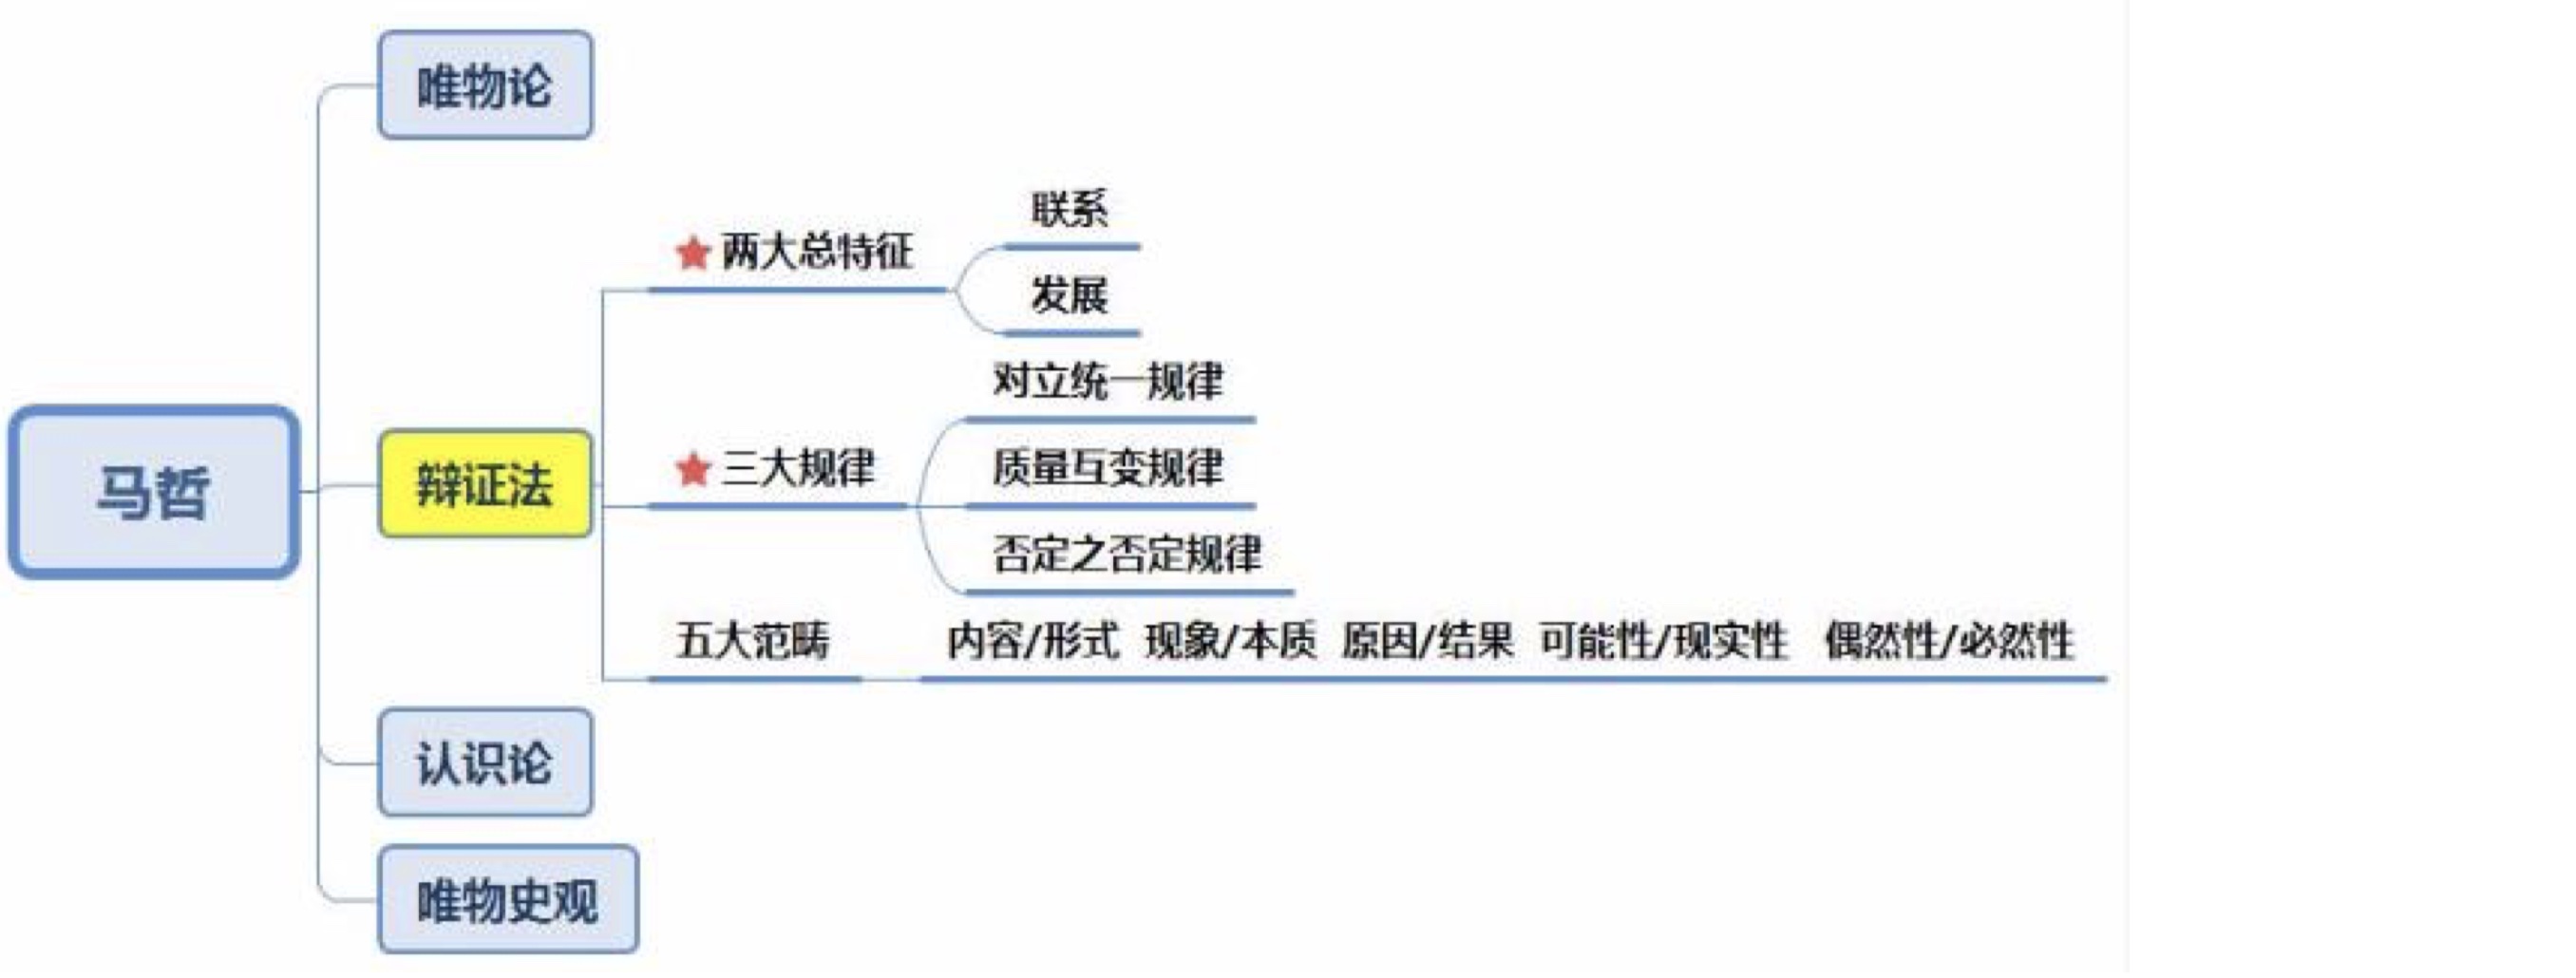 唯物论
联系
两大总特征
发展
对立统一规律
马哲
辩证法
三大规律
质量互变规律
否定之否定规律
五大范畴
内容/形式 现象/本质 原因/结果 可能性/现实性 偶然性/必然性
认识论
唯物史观